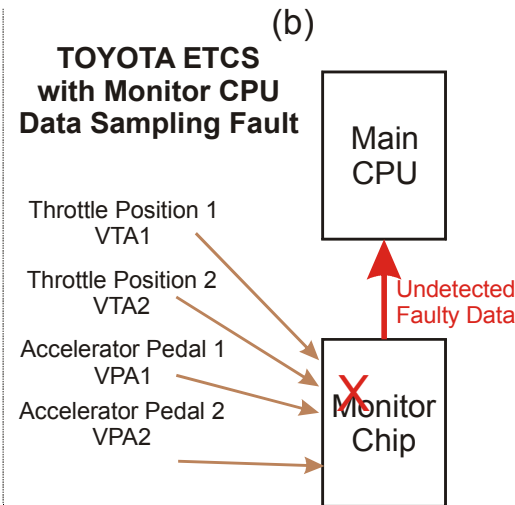 (b)
TOYOTA ETCS
with Monitor CPU
Data Sampling Fault
Main
CPU
Throttle Position 1
VTA1
Throttle Position 2
VTA2
Undetected
Faulty Data
Accelerator Pedal 1
VPA1
Accelerator Pedal 2
VPA2
X
Monitor
Chip